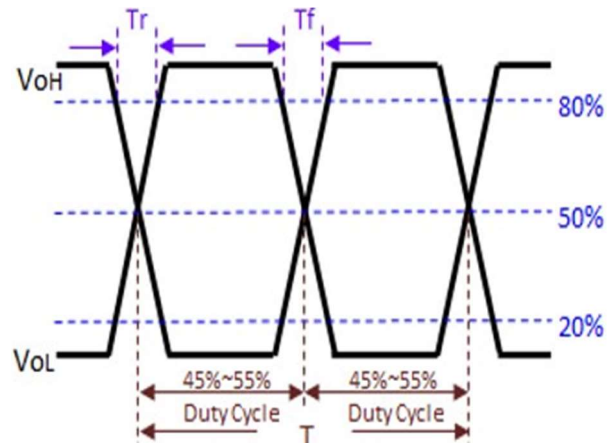 Tr Tf
VOH
80%
50%
20%
VOL
45%~55% 45%~55%
Duty Cycle Duty Cycle
T